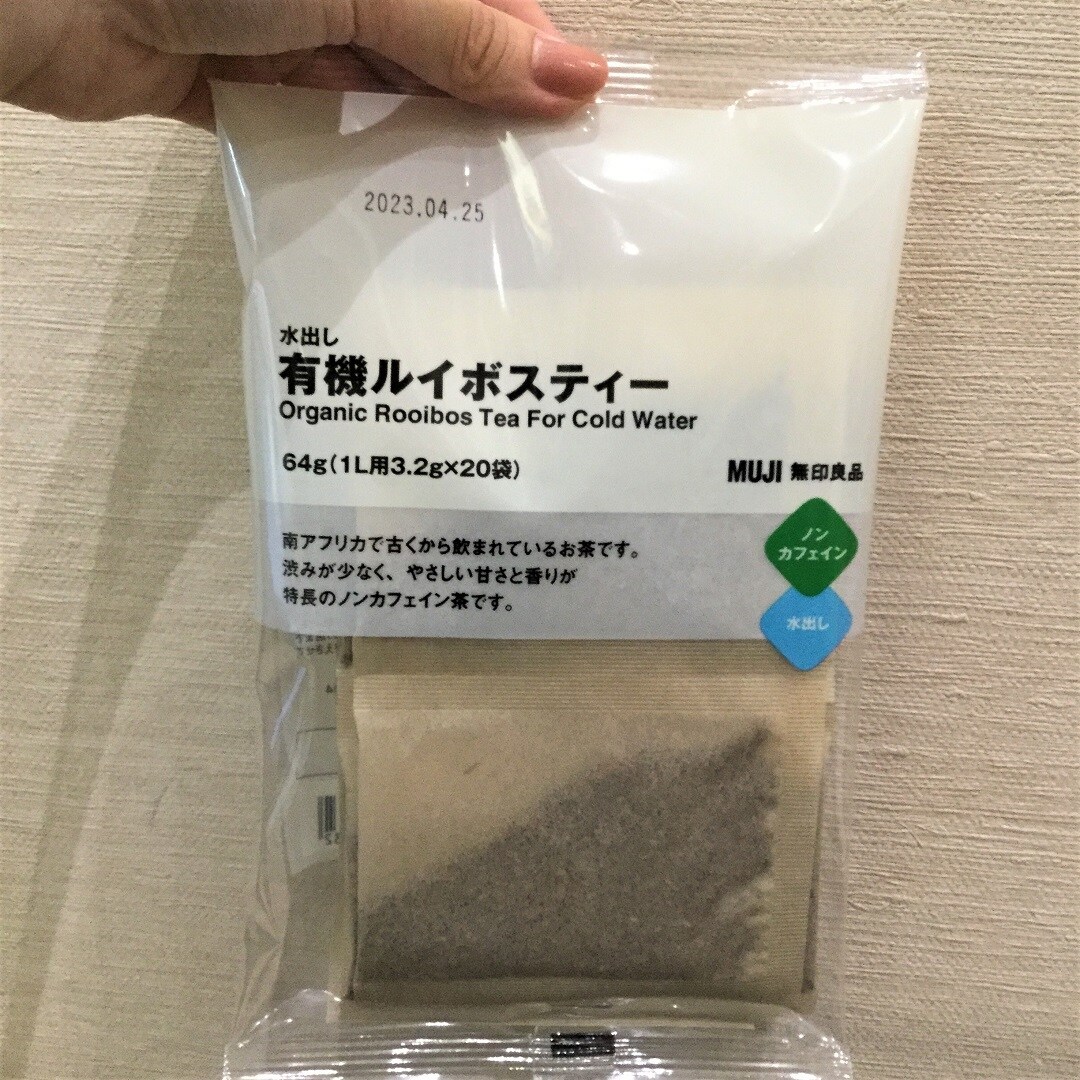 2023.04.25
水出し
有機ルイボスティー
Organic Rooibos Tea For Cold Water
64g(1L用3.2g×20袋)
MUJI 無印良品
南アフリカで古くから飲まれているお茶です。
渋みが少なく、やさしい甘さと香りが
特長のノンカフェイン茶です。
ノン
カフェイン
水出し